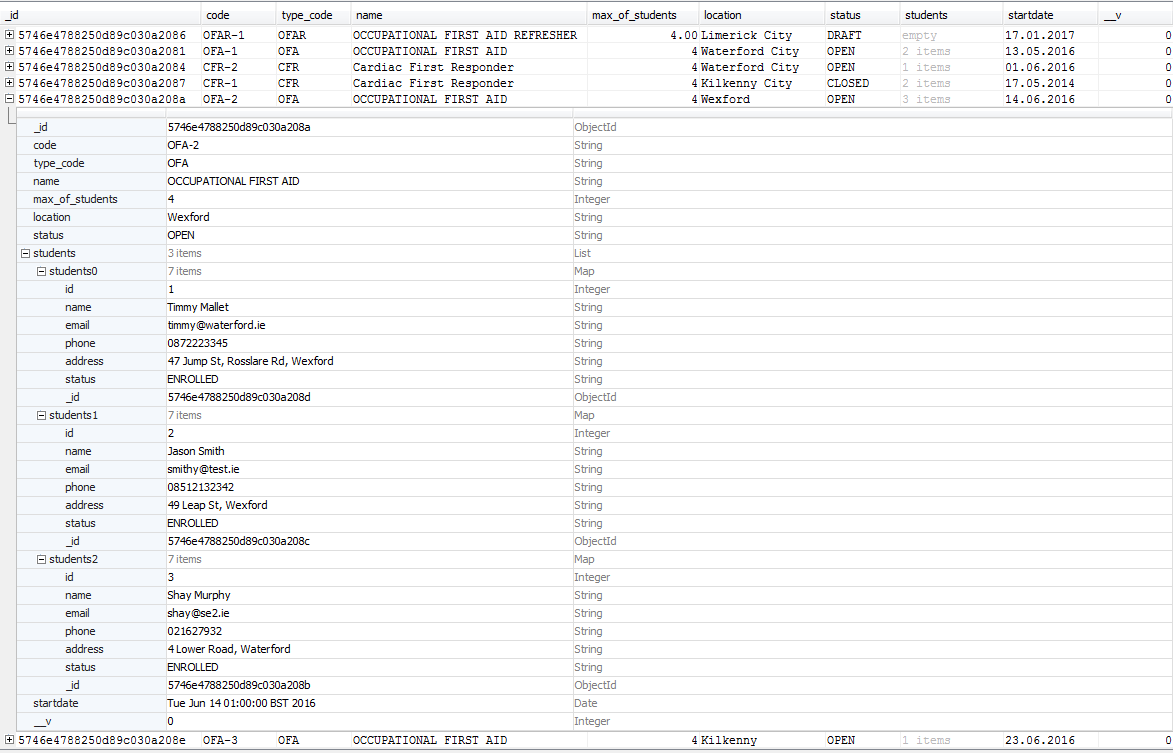 _id code type_code name max_of_students location status students startdate __v
5746e4788250d89c030a2086 OFAR-1 OFAR OCCUPATIONAL FIRST AID REFRESHER 4.00 Limerick City DRAFT empty 17.01.2017 0
5746e4788250d89c030a2081 OFA-1 OFA OCCUPATIONAL FIRST AID 4 Waterford City OPEN 2 items 13.05.2016 0
5746e4788250d89c030a2084 CFR-2 CFR Cardiac First Responder 4 Waterford City OPEN 1 items 01.06.2016 0
5746e4788250d89c030a2087 CFR-1 CFR Cardiac First Responder 4 Kilkenny City CLOSED 2 items 17.05.2014 0
5746e4788250d89c030a208a OFA-2 OFA OCCUPATIONAL FIRST AID 4 Wexford OPEN 3 items 14.06.2016 0
_id 5746e4788250d89c030a208a ObjectId
code OFA-2 String
type_code OFA String
name OCCUPATIONAL FIRST AID String
max_of_students 4 Integer
location Wexford String
status OPEN String
students 3 items List
students0 7 items Map
id 1 Integer
name Timmy Mallet String
email timmy@waterford.ie String
phone 0872223345 String
address 47 Jump St, Rosslare Rd, Wexford String
status ENROLLED String
_id 5746e4788250d89c030a208d ObjectId
students1 7 items Map
id 2 Integer
name Jason Smith String
email smithy@test.ie String
phone 08512132342 String
address 49 Leap St, Wexford String
status ENROLLED String
_id 5746e4788250d89c030a208c ObjectId
students2 7 items Map
id 3 Integer
name Shay Murphy String
email shay@se2.ie String
phone 021627932 String
address 4 Lower Road, Waterford String
status ENROLLED String
_id 5746e4788250d89c030a208b ObjectId
startdate Tue Jun 14 01:00:00 BST 2016 Date
__v 0 Integer
5746e4788250d89c030a208e OFA-3 OFA OCCUPATIONAL FIRST AID 4 Kilkenny OPEN 1 items 23.06.2016 0